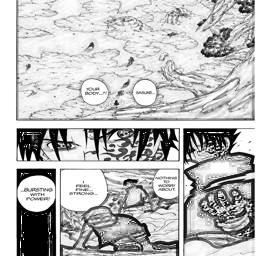 YOUR
BODY...?!
SASUKE...
NOTHING
TO
WORRY
ABOUT.
I
FEEL
FINE...
STRONG...
...BURSTING
WITH
POWER!